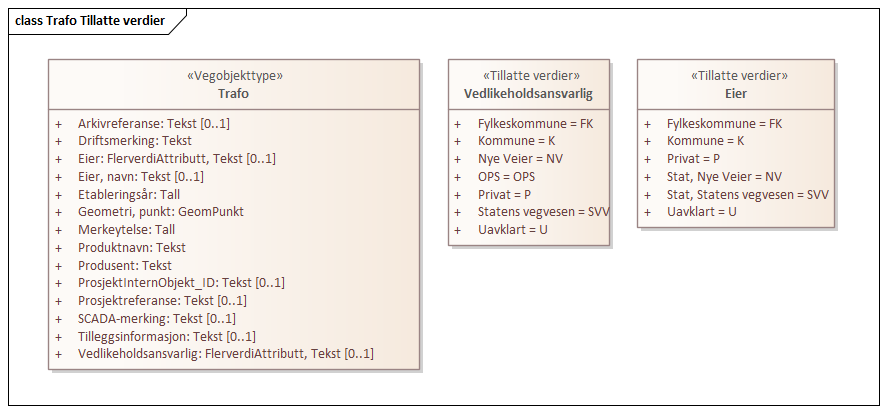 class Trafo Tillatte verdier
«Vegobjekttype»
Trafo
+ Arkivreferanse: Tekst [0..1]
+ Driftsmerking: Tekst
+ Eier: FlerverdiAttributt, Tekst [0..1]
+ Eier, navn: Tekst [0..1]
+ Etableringsår: Tall
+ Geometri, punkt: GeomPunkt
+ Merkeytelse: Tall
+ Produktnavn: Tekst
+ Produsent: Tekst
+ ProsjektInternObjekt_ID: Tekst [0..1]
+ Prosjektreferanse: Tekst [0..1]
+ SCADA-merking: Tekst [0..1]
+ Tilleggsinformasjon: Tekst [0..1]
+ Vedlikeholdsansvarlig: FlerverdiAttributt, Tekst [0..1]
«Tillatte verdier»
Vedlikeholdsansvarlig
+ Fylkeskommune = FK
+ Kommune = K
+ Nye Veier = NV
+ OPS = OPS
+ Privat = P
+ Statens vegvesen = SVV
+ Uavklart = U
«Tillatte verdier»
Eier
+ Fylkeskommune = FK
+ Kommune = K
+ Privat = P
+ Stat, Nye Veier = NV
+ Stat, Statens vegvesen = SVV
+ Uavklart = U